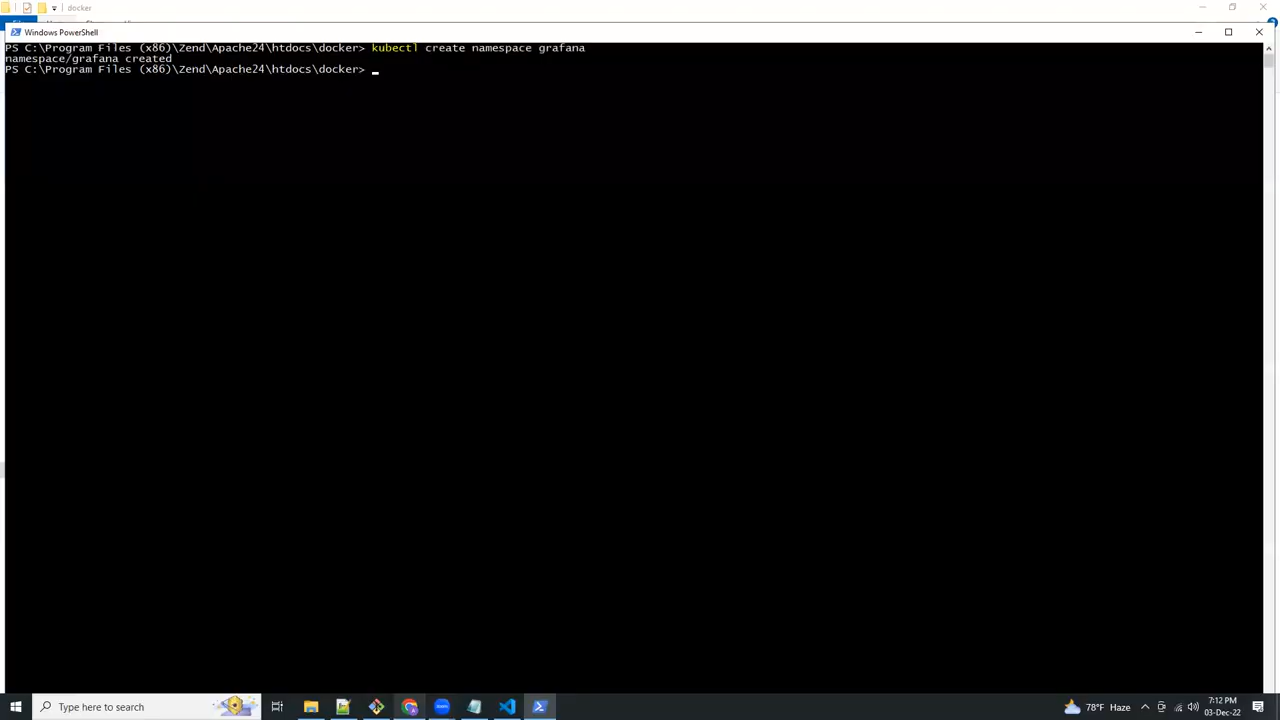 docker
Windows PowerShell
PS C:\Program Files (x86)\Zend\Apache24\htdocs\docker> kubectl create namespace grafana
namespace/grafana created
PS C:\Program Files (x86)\Zend\Apache24\htdocs\docker>
Type here to search
78°F Haze
7:12 PM
03-Dec-22